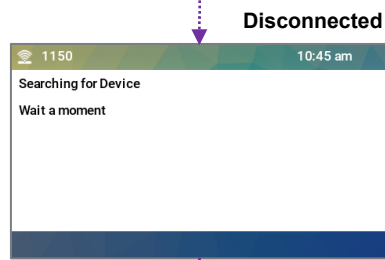 Disconnected
1150 10:45 am
Searching for Device
Wait a moment